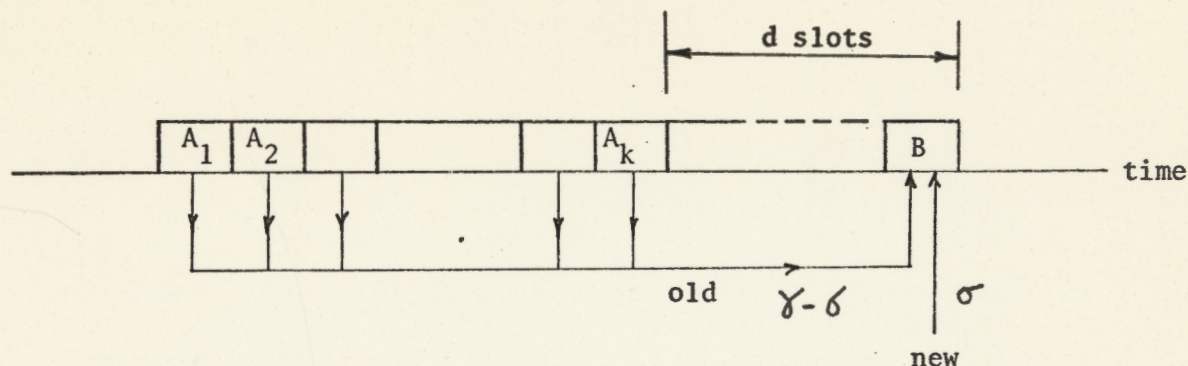 d slots
A₁ A₂ Aₖ B
time
old γ-σ σ
new